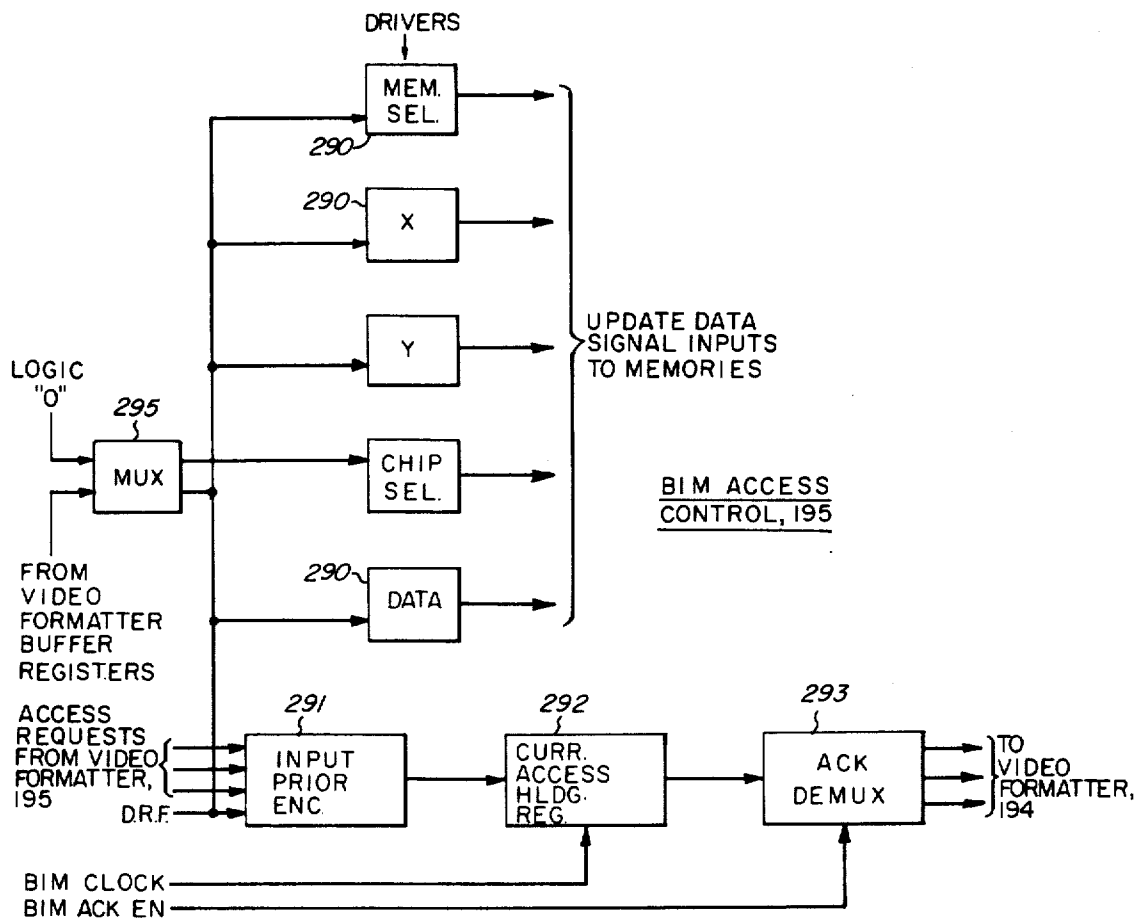 DRIVERS
MEM.
SEL.
290
290
X
Y
UPDATE DATA
SIGNAL INPUTS
TO MEMORIES
LOGIC
"O"
295
MUX
CHIP
SEL.
BIM ACCESS
CONTROL, 195
FROM
VIDEO
FORMATTER
BUFFER
REGISTERS
290
DATA
ACCESS
REQUESTS
FROM VIDEO
FORMATTER,
195
D.R.F.
291
INPUT
PRIOR
ENC.
292
CURR.
ACCESS
HLDG.
REG.
293
ACK
DEMUX
TO
VIDEO
FORMATTER,
194
BIM CLOCK
BIM ACK EN